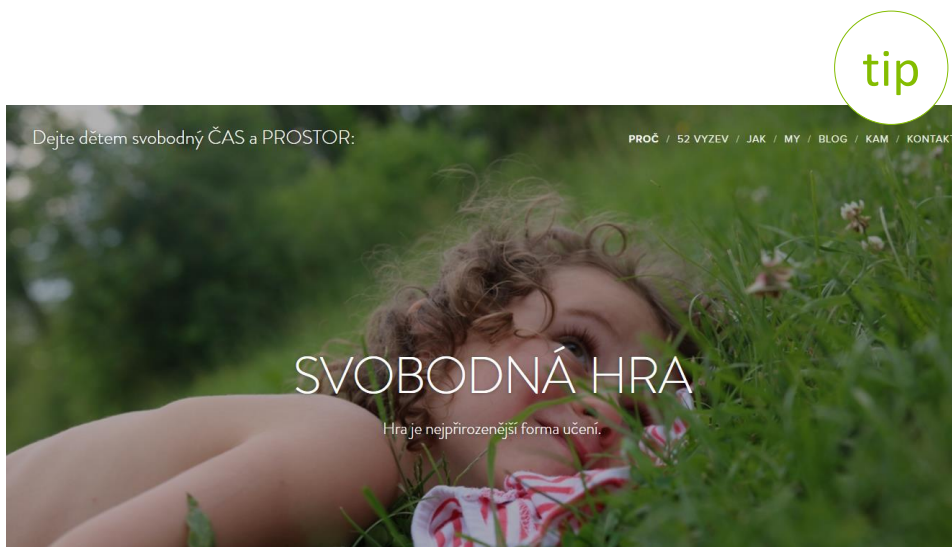 tip
Dejte dětem svobodný ČAS a PROSTOR:
PROČ / 52 VYZEV / JAK / MY / BLOG / KAM / KONTAKT
SVOBODNÁ HRA
Hra je nejpřirozenější forma učení.